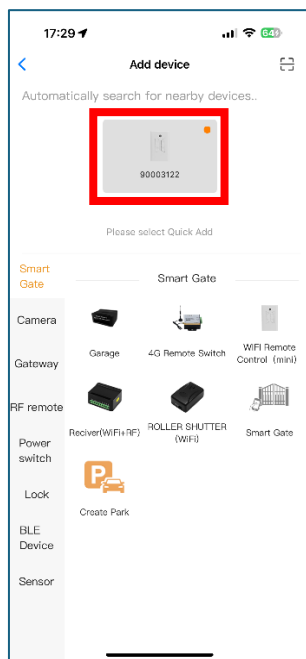 17:29
64
Add device
Automatically search for nearby devices..
90003122
Please select Quick Add
Smart
Gate
Smart Gate
Camera
Gateway
RF remote
Power
switch
Lock
BLE
Device
Sensor
Garage
4G Remote Switch
WIFI Remote
Control (mini)
Reciver(WiFi+RF)
ROLLER SHUTTER
(WiFi)
Smart Gate
P
Create Park